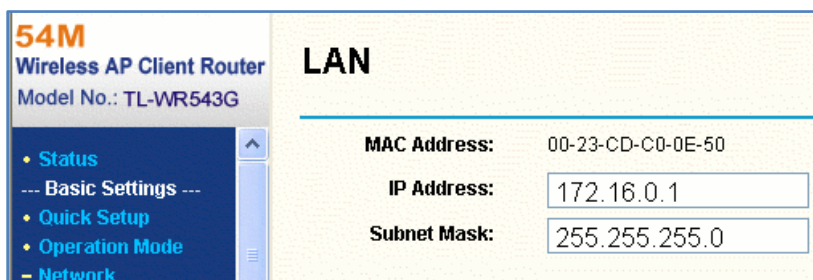 54M
Wireless AP Client Router
Model No.: TL-WR543G
• Status
--- Basic Settings ---
• Quick Setup
• Operation Mode
– Network
LAN
MAC Address: 00-23-CD-C0-0E-50
IP Address: 172.16.0.1
Subnet Mask: 255.255.255.0